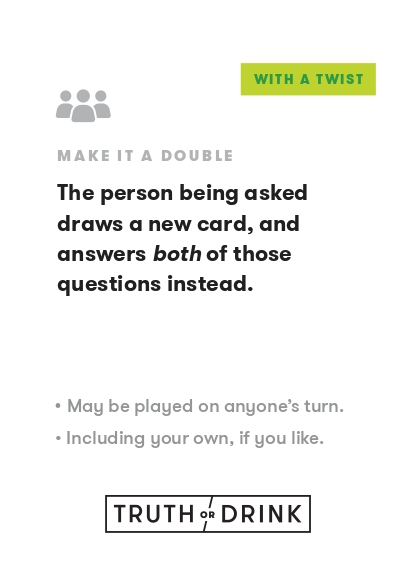 WITH A TWIST
MAKE IT A DOUBLE
The person being asked
draws a new card, and
answers both of those
questions instead.
• May be played on anyone's turn.
• Including your own, if you like.
TRUTH OR DRINK